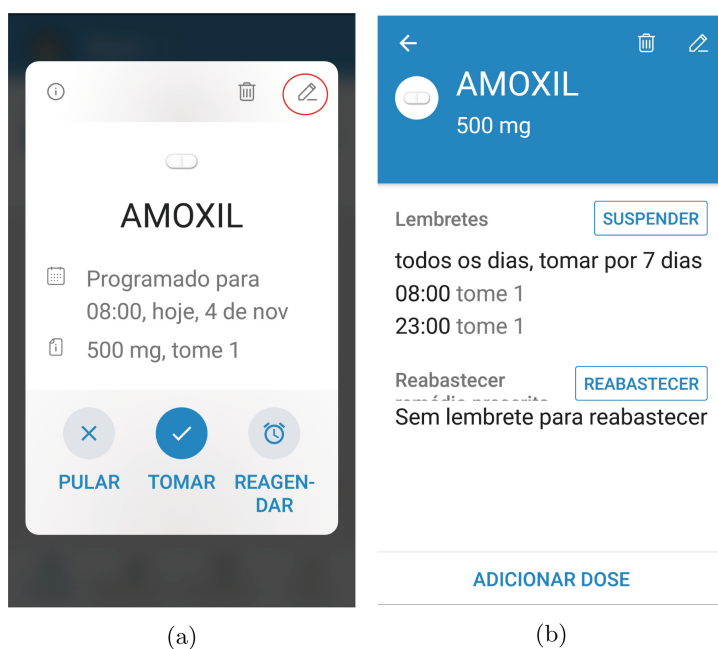 AMOXIL
Programado para
08:00, hoje, 4 de nov
500 mg, tome 1
PULAR
TOMAR
REAGEN-
DAR
(a)
AMOXIL
500 mg
Lembretes
SUSPENDER
todos os dias, tomar por 7 dias
08:00 tome 1
23:00 tome 1
Reabastecer
REABASTECER
remédio prescrito
Sem lembrete para reabastecer
ADICIONAR DOSE
(b)